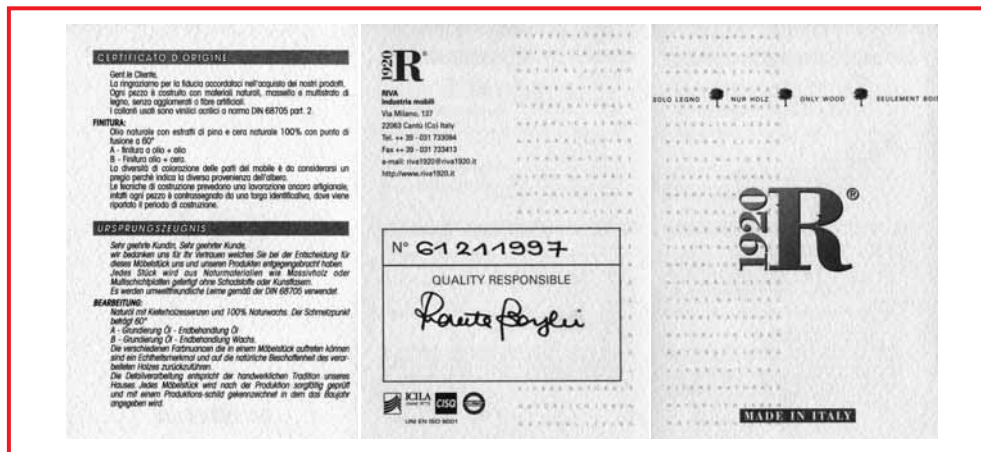 CERTIFICATO D'ORIGINE
Gent.le Cliente,
La ringraziamo per la fiducia accordataci nell'acquisto dei nostri prodotti.
Ogni pezzo è costruito con materiali naturali, massello e multistrato di
legno, senza agglomerati o fibre artificiali.
I collanti usati sono vinilici acrilici a norma DIN 68705 part. 2.
FINITURA:
Olio naturale con estratti di pino e cera naturale 100% con punto di
fusione a 60°
A - finitura a olio + olio
B - Finitura olio + cera.
La diversità di colorazione delle parti del mobile è da considerarsi un
pregio perchè indica la diversa provenienza dell'albero.
Le tecniche di costruzione prevedono una lavorazione ancora artigianale,
infatti ogni pezzo è contrassegnato da una targa identificativa, dove viene
riportato il periodo di costruzione.
URSPRUNGSZEUGNIS
Sehr geehrte Kundin, Sehr geehrter Kunde,
wir bedanken uns für Ihr Vertrauen welches Sie bei der Entscheidung für
dieses Möbelstück uns und unseren Produkten entgegengebracht haben.
Jedes Stück wird aus Naturmaterialien wie Massivholz oder
Multischichtplatten gefertigt ohne Schadstoffe oder Kunstfasern.
Es werden umweltfreundliche Leime gemäß der DIN 68705 verwendet.
BEARBEITUNG:
Naturöl mit Kieferholzessenzen und 100% Naturwachs. Der Schmelzpunkt
beträgt 60°
A - Grundierung Öl - Endbehandlung Öl
B - Grundierung Öl - Endbehandlung Wachs.
Die verschiedenen Farbnuancen die in einem Möbelstück auftreten können
sind ein Echtheitsmerkmal und auf die natürliche Beschaffenheit des verar-
beiteten Holzes zurückzuführen.
Die Detailverarbeitung entspricht der handwerklichen Tradition unseres
Hauses. Jedes Möbelstück wird nach der Produktion sorgfältig geprüft
und mit einem Produktions-schild gekennzeichnet in dem das Baujahr
angegeben wird.
1920 R®
RIVA
Industria mobili
Via Milano, 137
22063 Cantù (Co) Italy
Tel. ++ 39 - 031 733094
Fax ++ 39 - 031 733413
e-mail: riva1920@riva1920.it
http://www.riva1920.it
N° 61211997
QUALITY RESPONSIBLE
ICILA
CISQ
UNI EN ISO 9001
SOLO LEGNO NUR HOLZ ONLY WOOD SEULEMENT BOIS
1920 R®
MADE IN ITALY